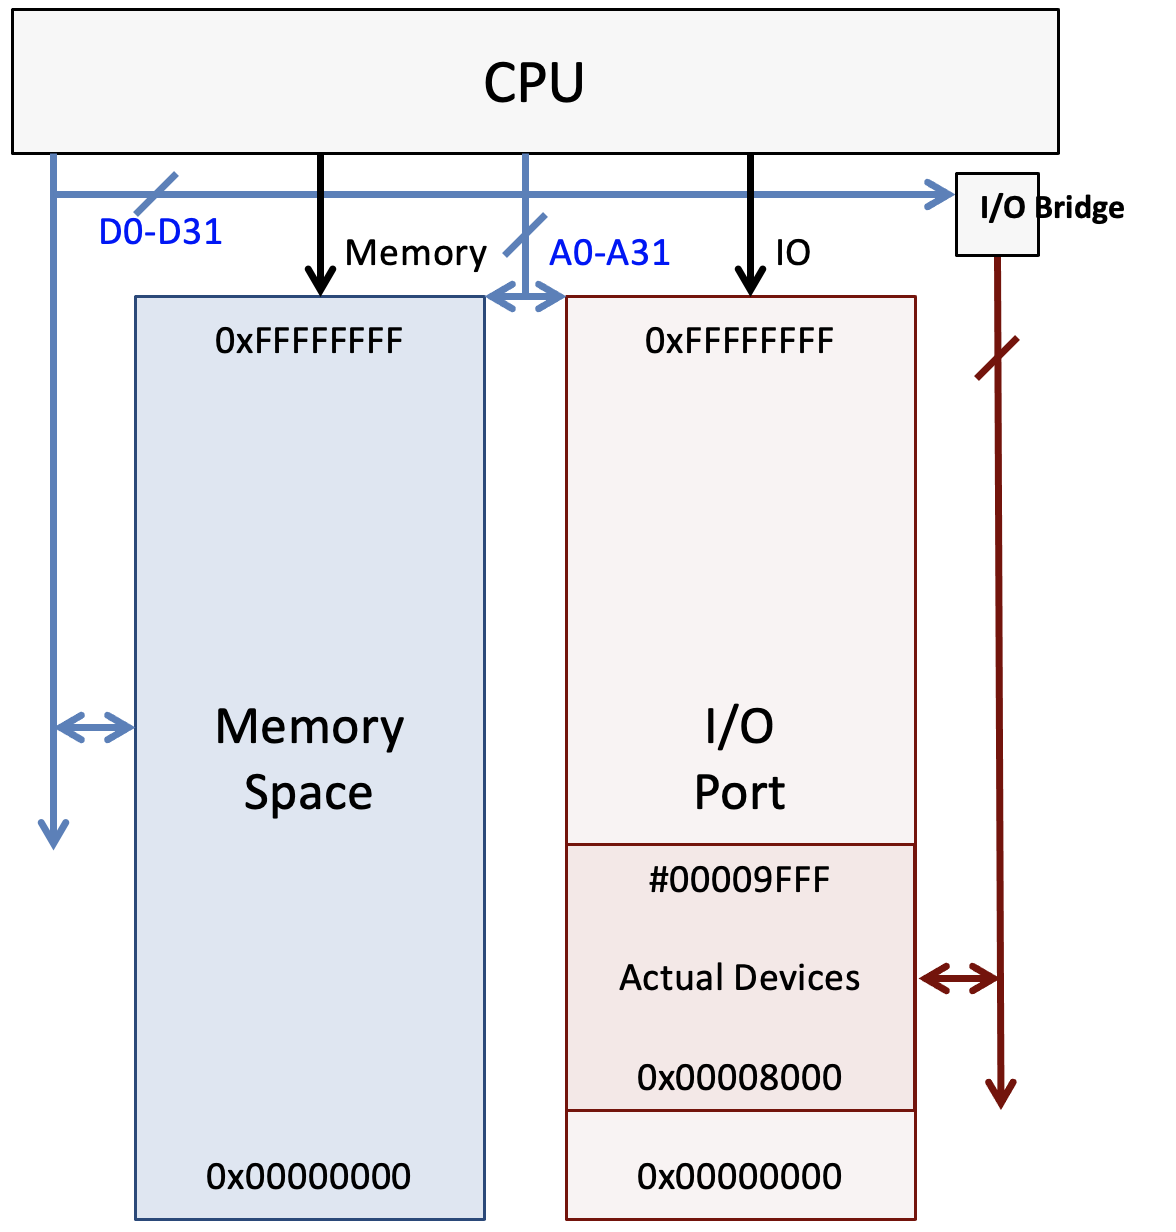 CPU
I/O Bridge
D0-D31
Memory
A0-A31
IO
0xFFFFFFFF
0xFFFFFFFF
Memory
Space
I/O
Port
#00009FFF
Actual Devices
0x00008000
0x00000000
0x00000000